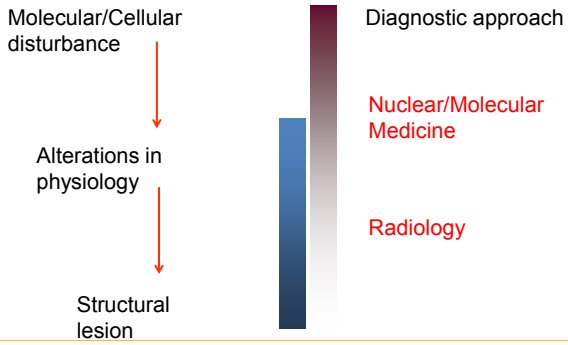 Molecular/Cellular
disturbance
Diagnostic approach
Nuclear/Molecular
Medicine
Alterations in
physiology
Radiology
Structural
lesion